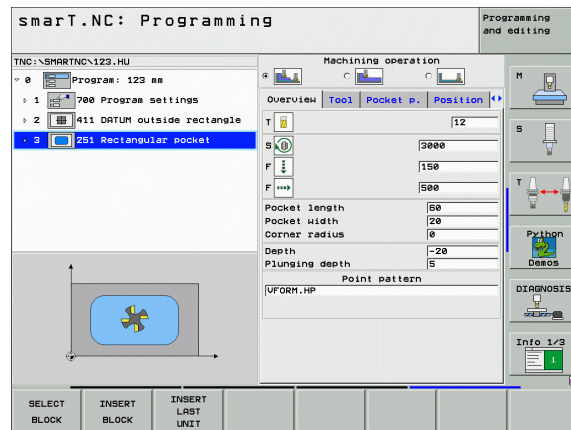 smarT.NC: Programming
Programming
and editing
TNC:\SMARTNC\123.HU
0 Program: 123 mm
1 700 Program settings
2 411 DATUM outside rectangle
3 251 Rectangular pocket
Machining operation
Overview Tool Pocket p. Position
T 12
S 3000
F 150
F 500
Pocket length 60
Pocket width 20
Corner radius 0
Depth -20
Plunging depth 5
Point pattern
VFORM.HP
M
S
T
Python
Demos
DIAGNOSIS
Info 1/3
i
SELECT
BLOCK
INSERT
BLOCK
INSERT
LAST
UNIT